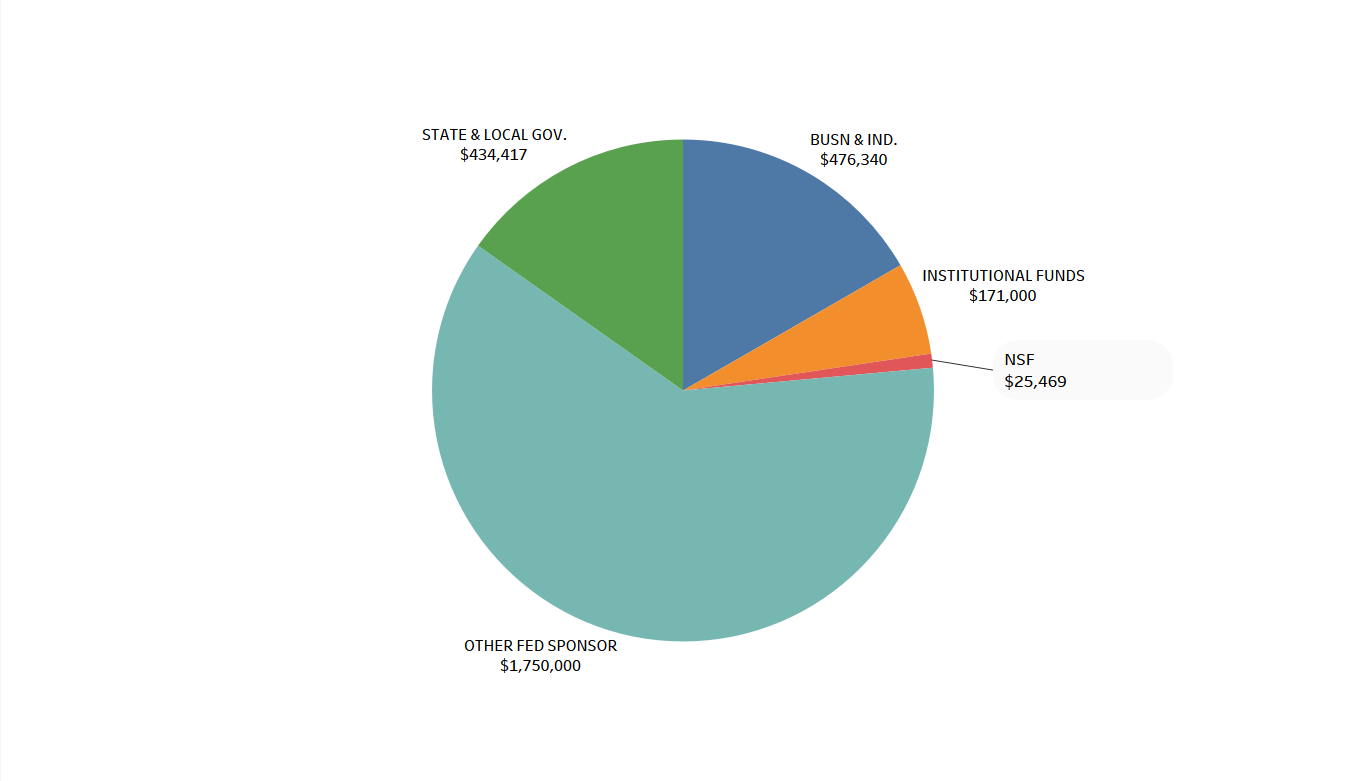 STATE & LOCAL GOV.
$434,417
BUSN & IND.
$476,340
INSTITUTIONAL FUNDS
$171,000
NSF
$25,469
OTHER FED SPONSOR
$1,750,000